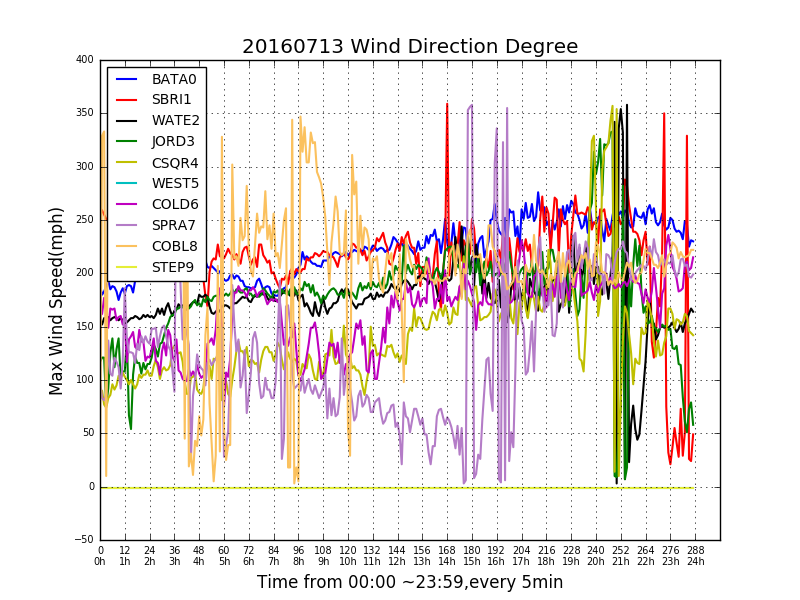 20160713 Wind Direction Degree
Max Wind Speed(mph)
400
350
300
250
200
150
100
50
0
−50
BATA0
SBRI1
WATE2
JORD3
CSQR4
WEST5
COLD6
SPRA7
COBL8
STEP9
0 12 24 36 48 60 72 84 96 108 120 132 144 156 168 180 192 204 216 228 240 252 264 276 288
0h 1h 2h 3h 4h 5h 6h 7h 8h 9h 10h 11h 12h 13h 14h 15h 16h 17h 18h 19h 20h 21h 22h 23h 24h
Time from 00:00 ~23:59,every 5min